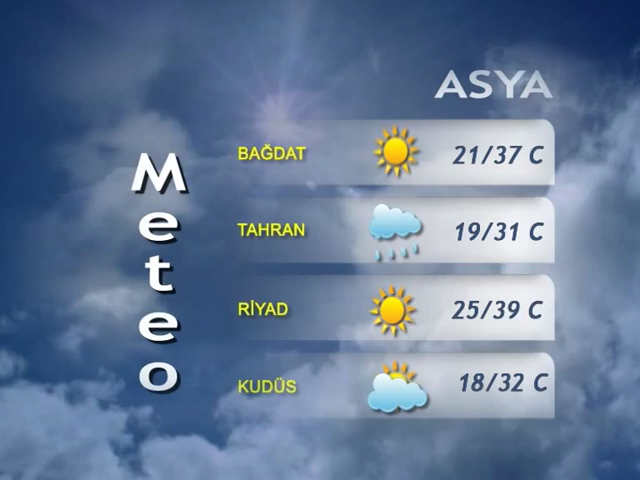 ASYA
Meteo
BAĞDAT 21/37 C
TAHRAN 19/31 C
RİYAD 25/39 C
KUDÜS 18/32 C